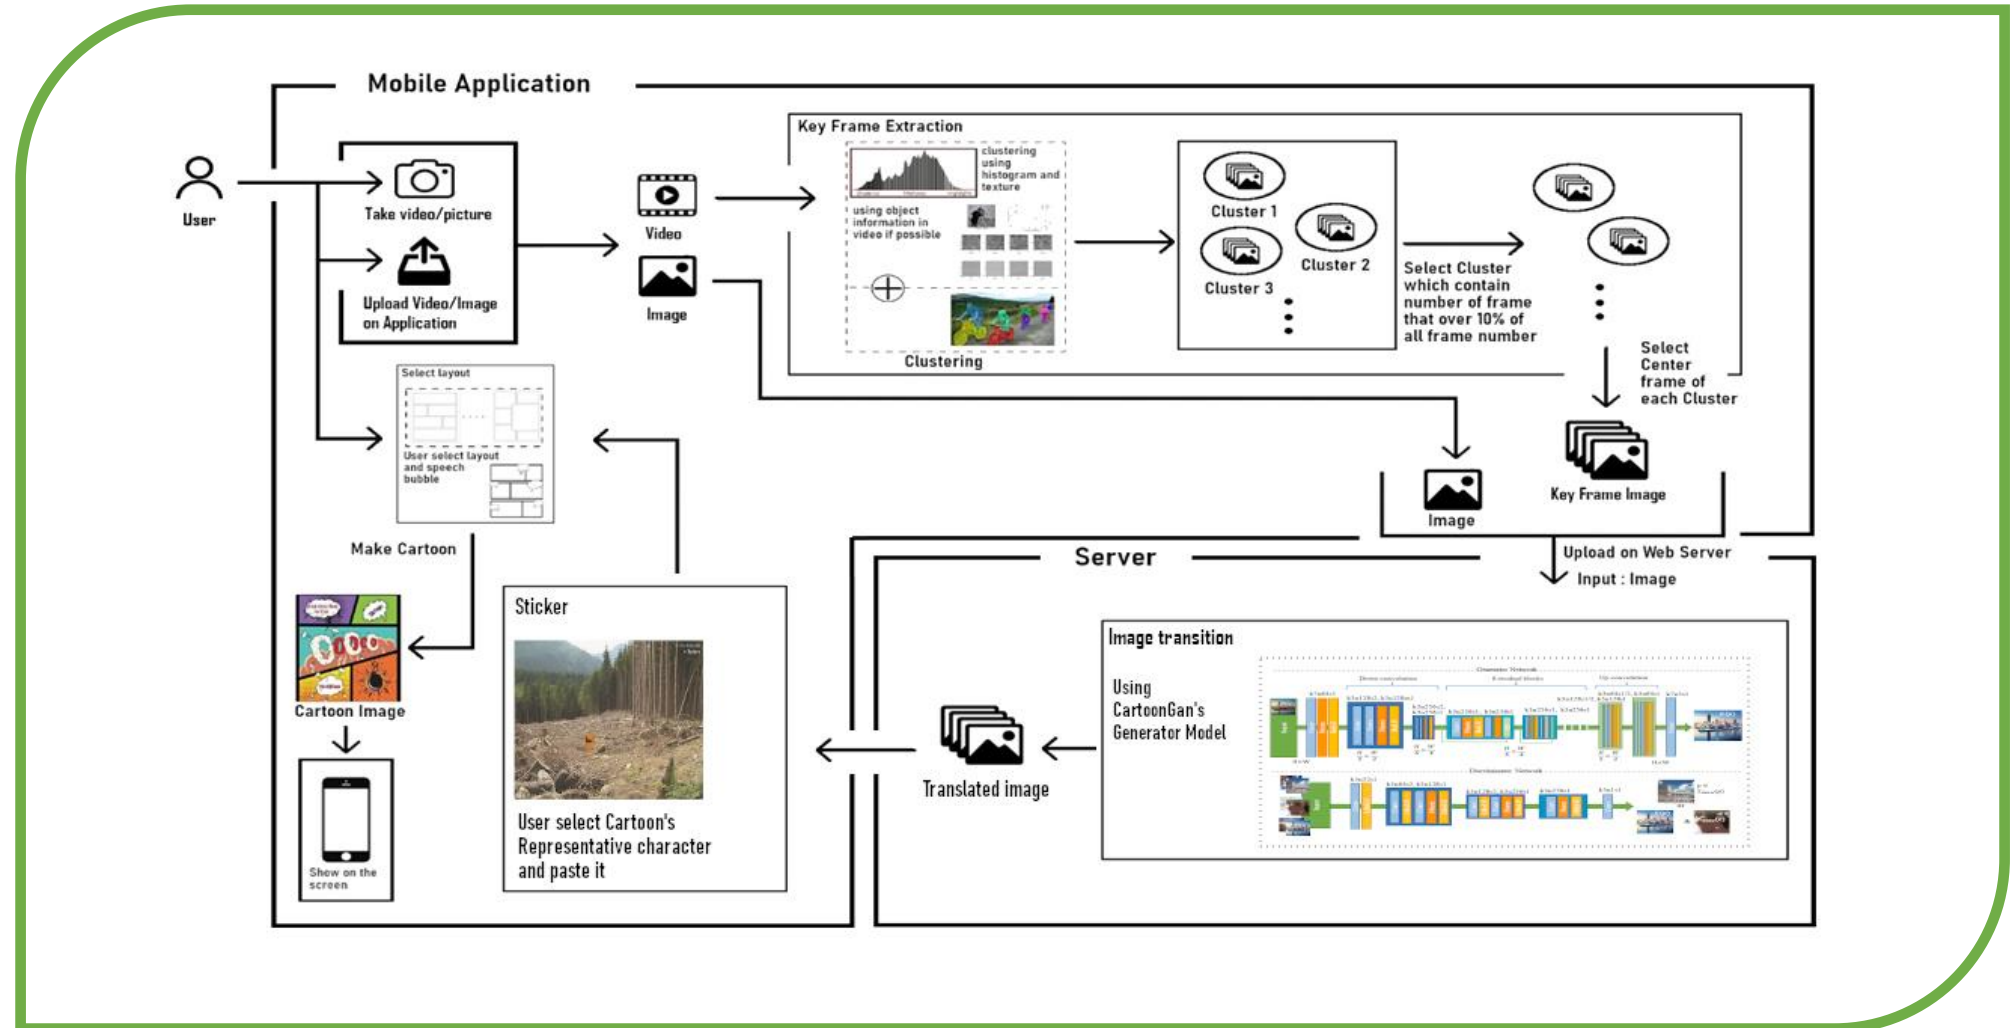 Mobile Application
User
Take video/picture
Upload Video/Image
on Application
Video
Image
Key Frame Extraction
clustering
using
histogram and
texture
using object
information in
video if possible
Clustering
Cluster 1
Cluster 2
Cluster 3
Select Cluster
which contain
number of frame
that over 10% of
all frame number
Select
Center
frame of
each Cluster
Image
Key Frame Image
Select layout
User select layout
and speech
bubble
Make Cartoon
Cartoon Image
Show on the
screen
Sticker
User select Cartoon's
Representative character
and paste it
Server
Upload on Web Server
Input : Image
Image transition
Using
CartoonGan's
Generator Model
Translated image